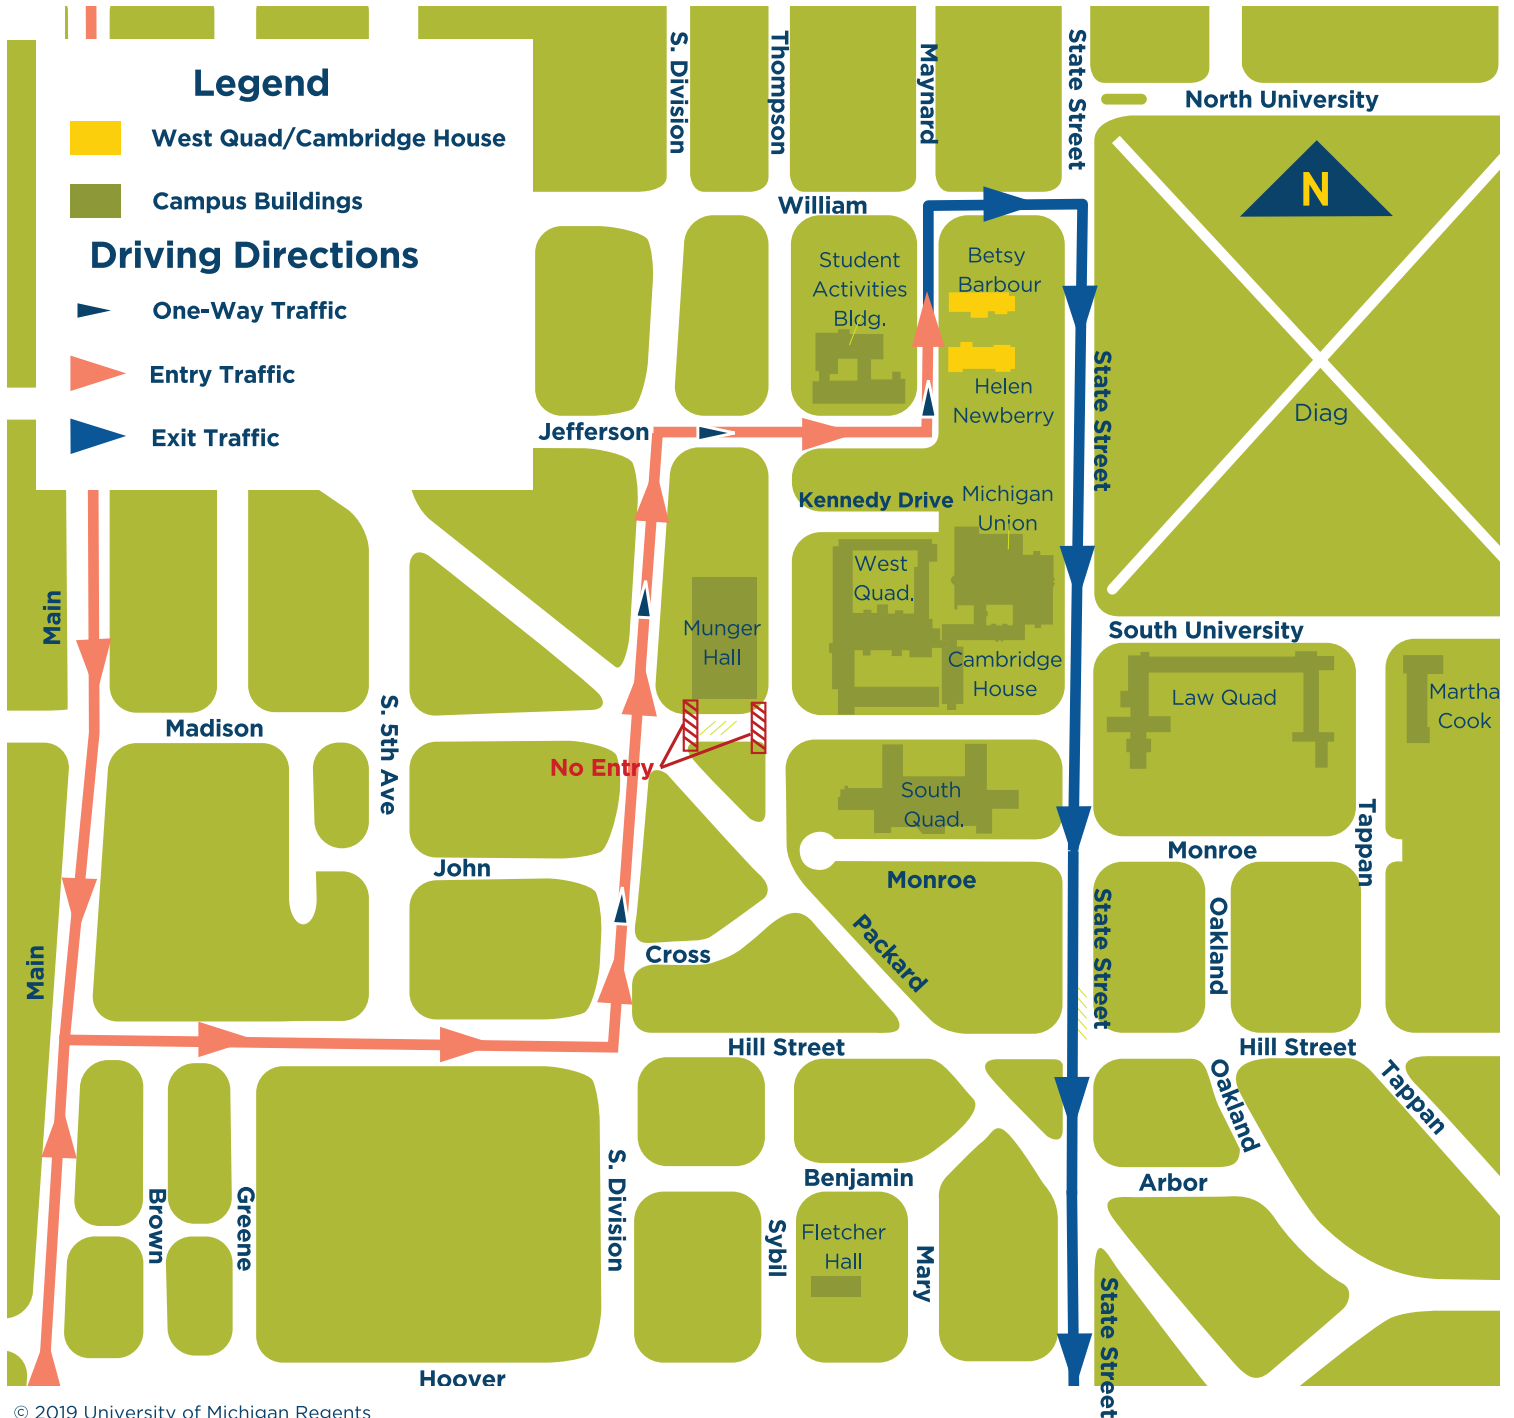 Legend
West Quad/Cambridge House
Campus Buildings
Driving Directions
One-Way Traffic
Entry Traffic
Exit Traffic
S. Division
Thompson
Maynard
State Street
North University
N
William
Student
Activities
Bldg.
Betsy
Barbour
Helen
Newberry
State Street
Diag
Jefferson
Kennedy Drive
Michigan
Union
West
Quad.
Main
Munger
Hall
Cambridge
House
South University
Law Quad
Martha
Cook
Madison
S. 5th Ave
No Entry
South
Quad.
Tappan
John
Monroe
Monroe
Main
Cross
Packard
State Street
Oakland
Hill Street
Hill Street
Oakland
Tappan
Brown
Greene
S. Division
Benjamin
Arbor
Sybil
Fletcher
Hall
Mary
State Street
Hoover
© 2019 University of Michigan Regents